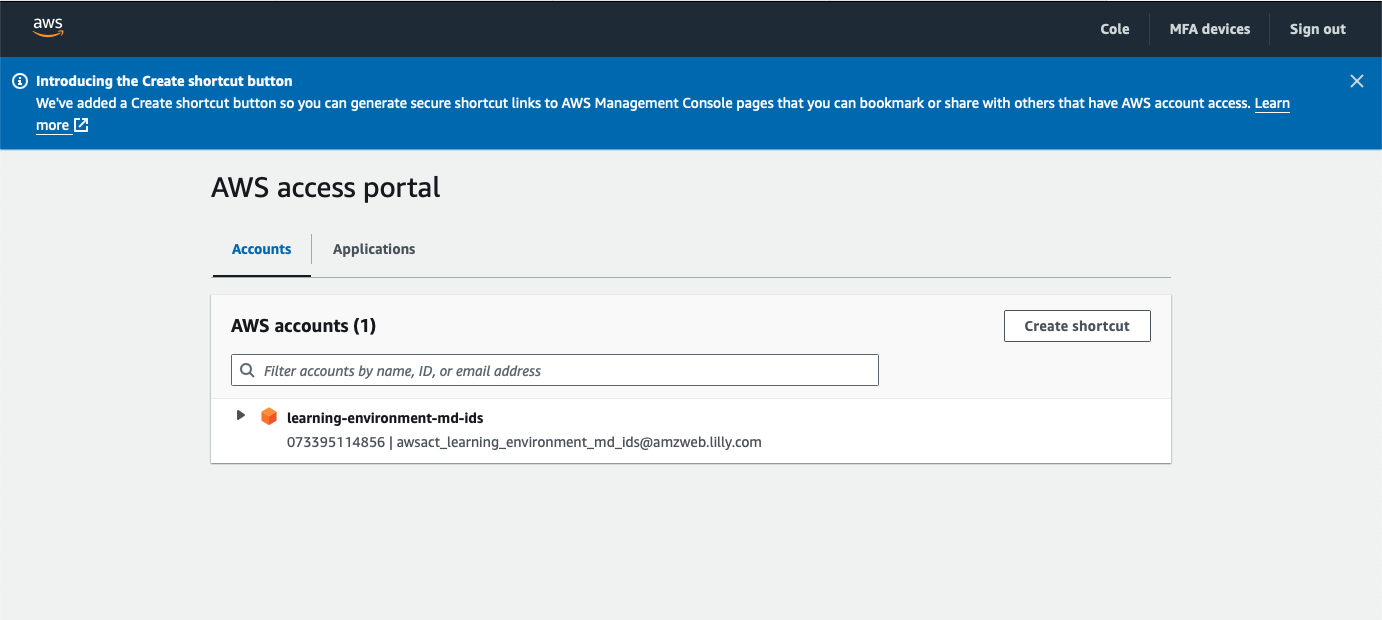 aws
Cole
MFA devices
Sign out
Introducing the Create shortcut button
We've added a Create shortcut button so you can generate secure shortcut links to AWS Management Console pages that you can bookmark or share with others that have AWS account access. Learn
more
AWS access portal
Accounts
Applications
AWS accounts (1)
Create shortcut
Filter accounts by name, ID, or email address
learning-environment-md-ids
073395114856 | awsact_learning_environment_md_ids@amzweb.lilly.com